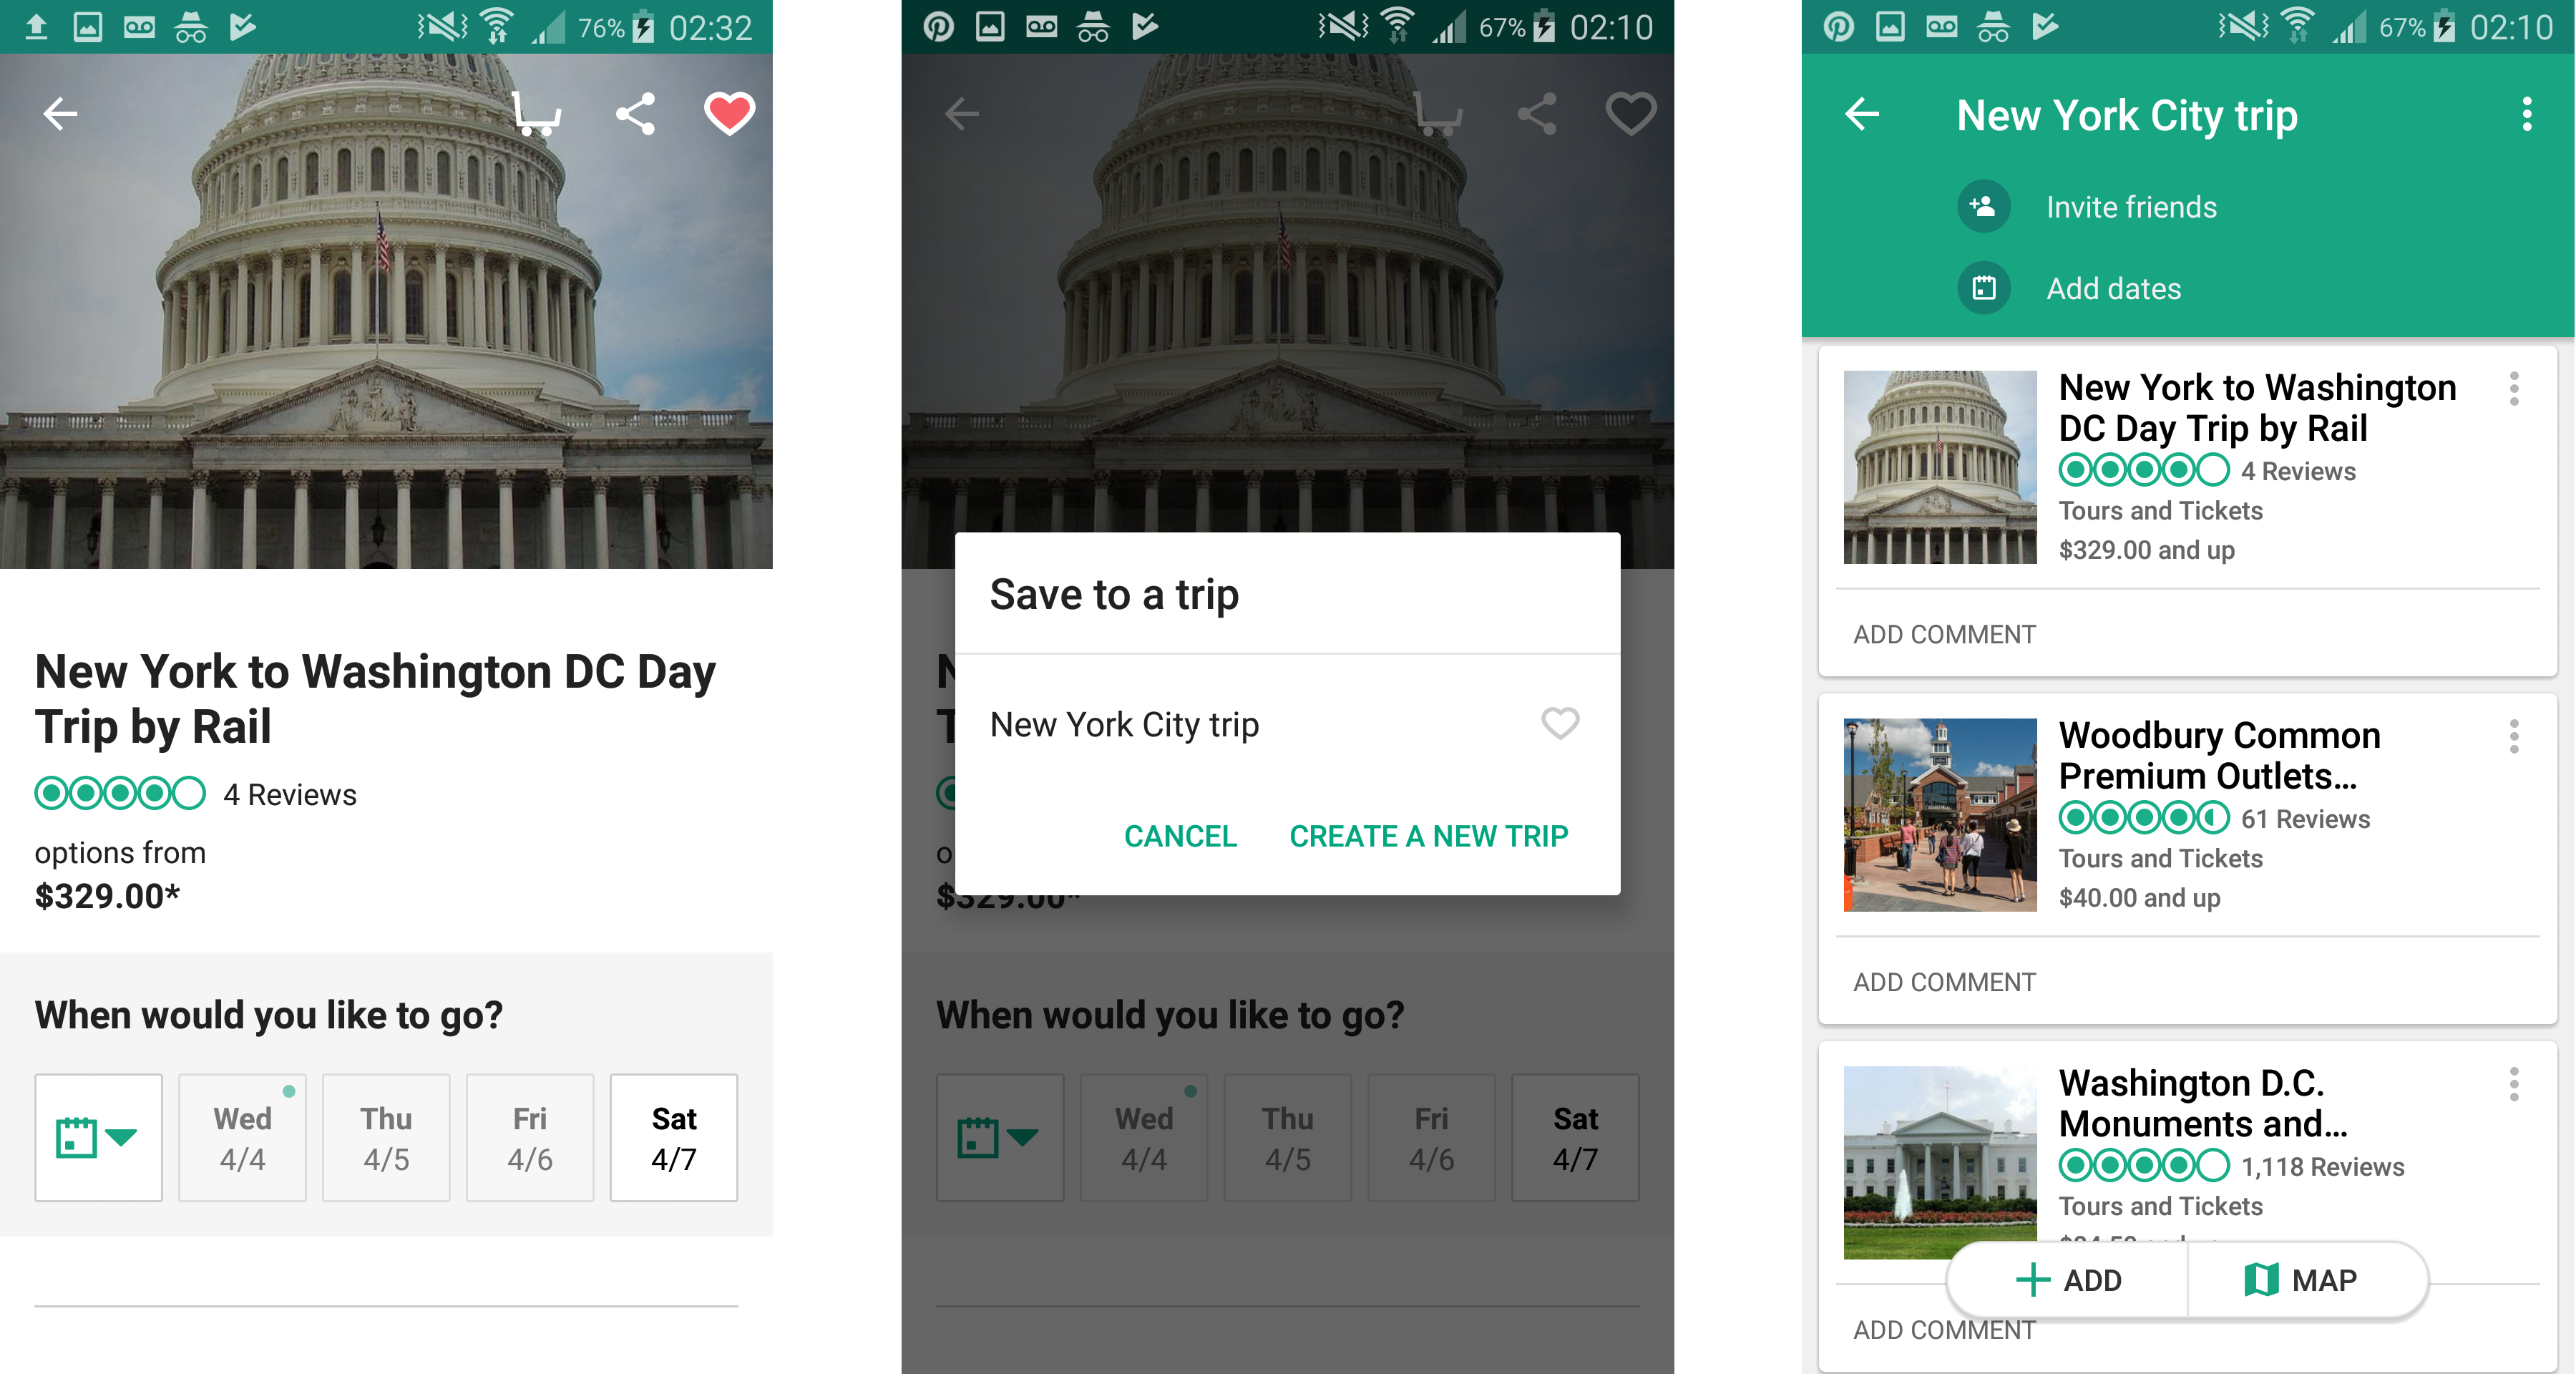 76% 02:32
New York to Washington DC Day
Trip by Rail
4 Reviews
options from
$329.00*
When would you like to go?
Wed Thu Fri Sat
4/4 4/5 4/6 4/7
67% 02:10
Save to a trip
New York City trip
CANCEL CREATE A NEW TRIP
$329.00*
When would you like to go?
Wed Thu Fri Sat
4/4 4/5 4/6 4/7
67% 02:10
New York City trip
Invite friends
Add dates
New York to Washington
DC Day Trip by Rail
4 Reviews
Tours and Tickets
$329.00 and up
ADD COMMENT
Woodbury Common
Premium Outlets...
61 Reviews
Tours and Tickets
$40.00 and up
ADD COMMENT
Washington D.C.
Monuments and...
1,118 Reviews
Tours and Tickets
ADD MAP
ADD COMMENT